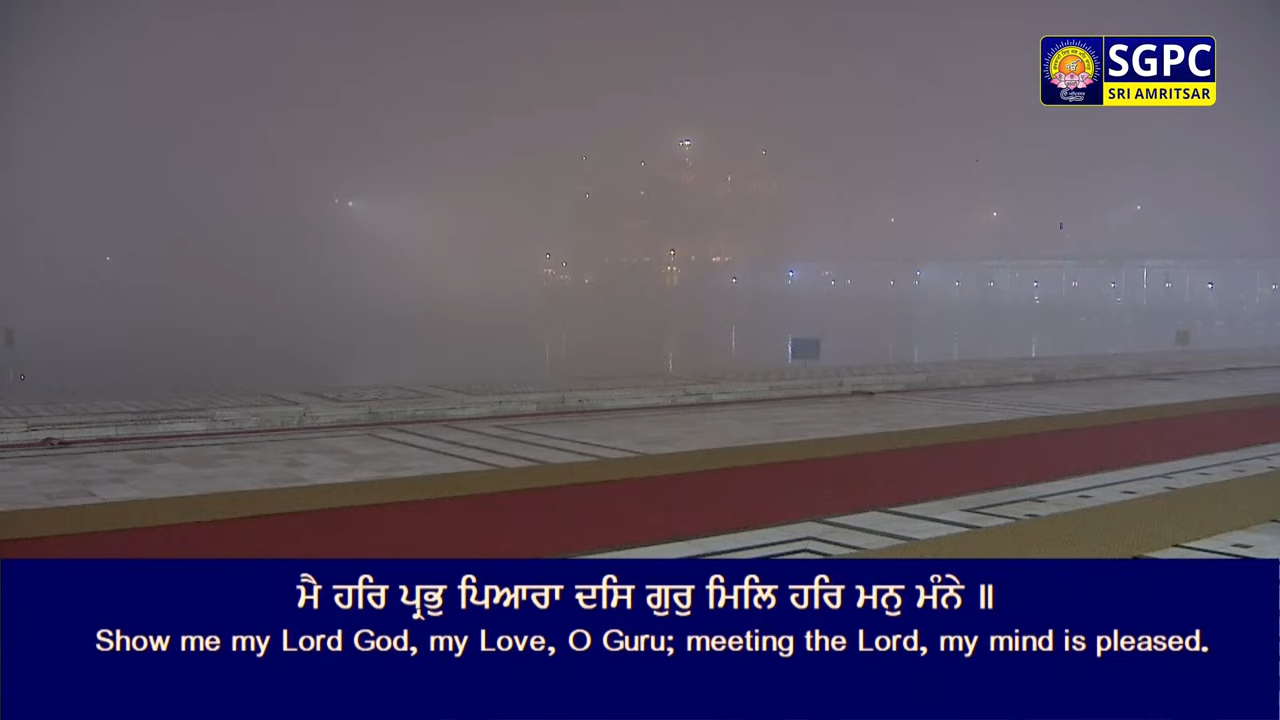 SGPC
SRI AMRITSAR
ਮੈ ਹਰਿ ਪ੍ਰਭੁ ਪਿਆਰਾ ਦਸਿ ਗੁਰੁ ਮਿਲਿ ਹਰਿ ਮਨੁ ਮੰਨੇ ॥
Show me my Lord God, my Love, O Guru; meeting the Lord, my mind is pleased.